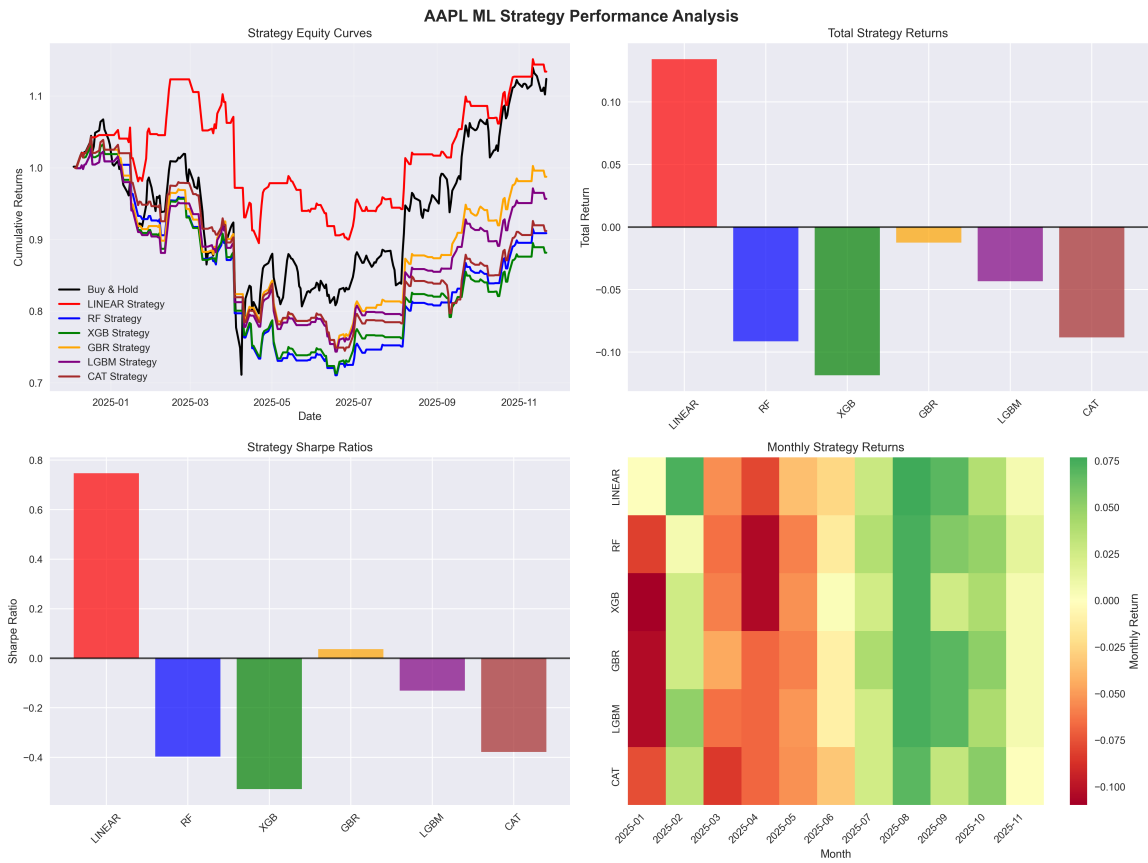 AAPL ML Strategy Performance Analysis
Strategy Equity Curves
Cumulative Returns
1.1
1.0
0.9
0.8
0.7
Buy & Hold
LINEAR Strategy
RF Strategy
XGB Strategy
GBR Strategy
LGBM Strategy
CAT Strategy
2025-01
2025-03
2025-05
2025-07
2025-09
2025-11
Date
Total Strategy Returns
Total Return
0.10
0.05
0.00
−0.05
−0.10
LINEAR
RF
XGB
GBR
LGBM
CAT
Strategy Sharpe Ratios
Sharpe Ratio
0.8
0.6
0.4
0.2
0.0
−0.2
−0.4
LINEAR
RF
XGB
GBR
LGBM
CAT
Monthly Strategy Returns
LINEAR
RF
XGB
GBR
LGBM
CAT
2025-01
2025-02
2025-03
2025-04
2025-05
2025-06
2025-07
2025-08
2025-09
2025-10
2025-11
Month
0.075
0.050
0.025
0.000
−0.025
−0.050
−0.075
−0.100
Monthly Return